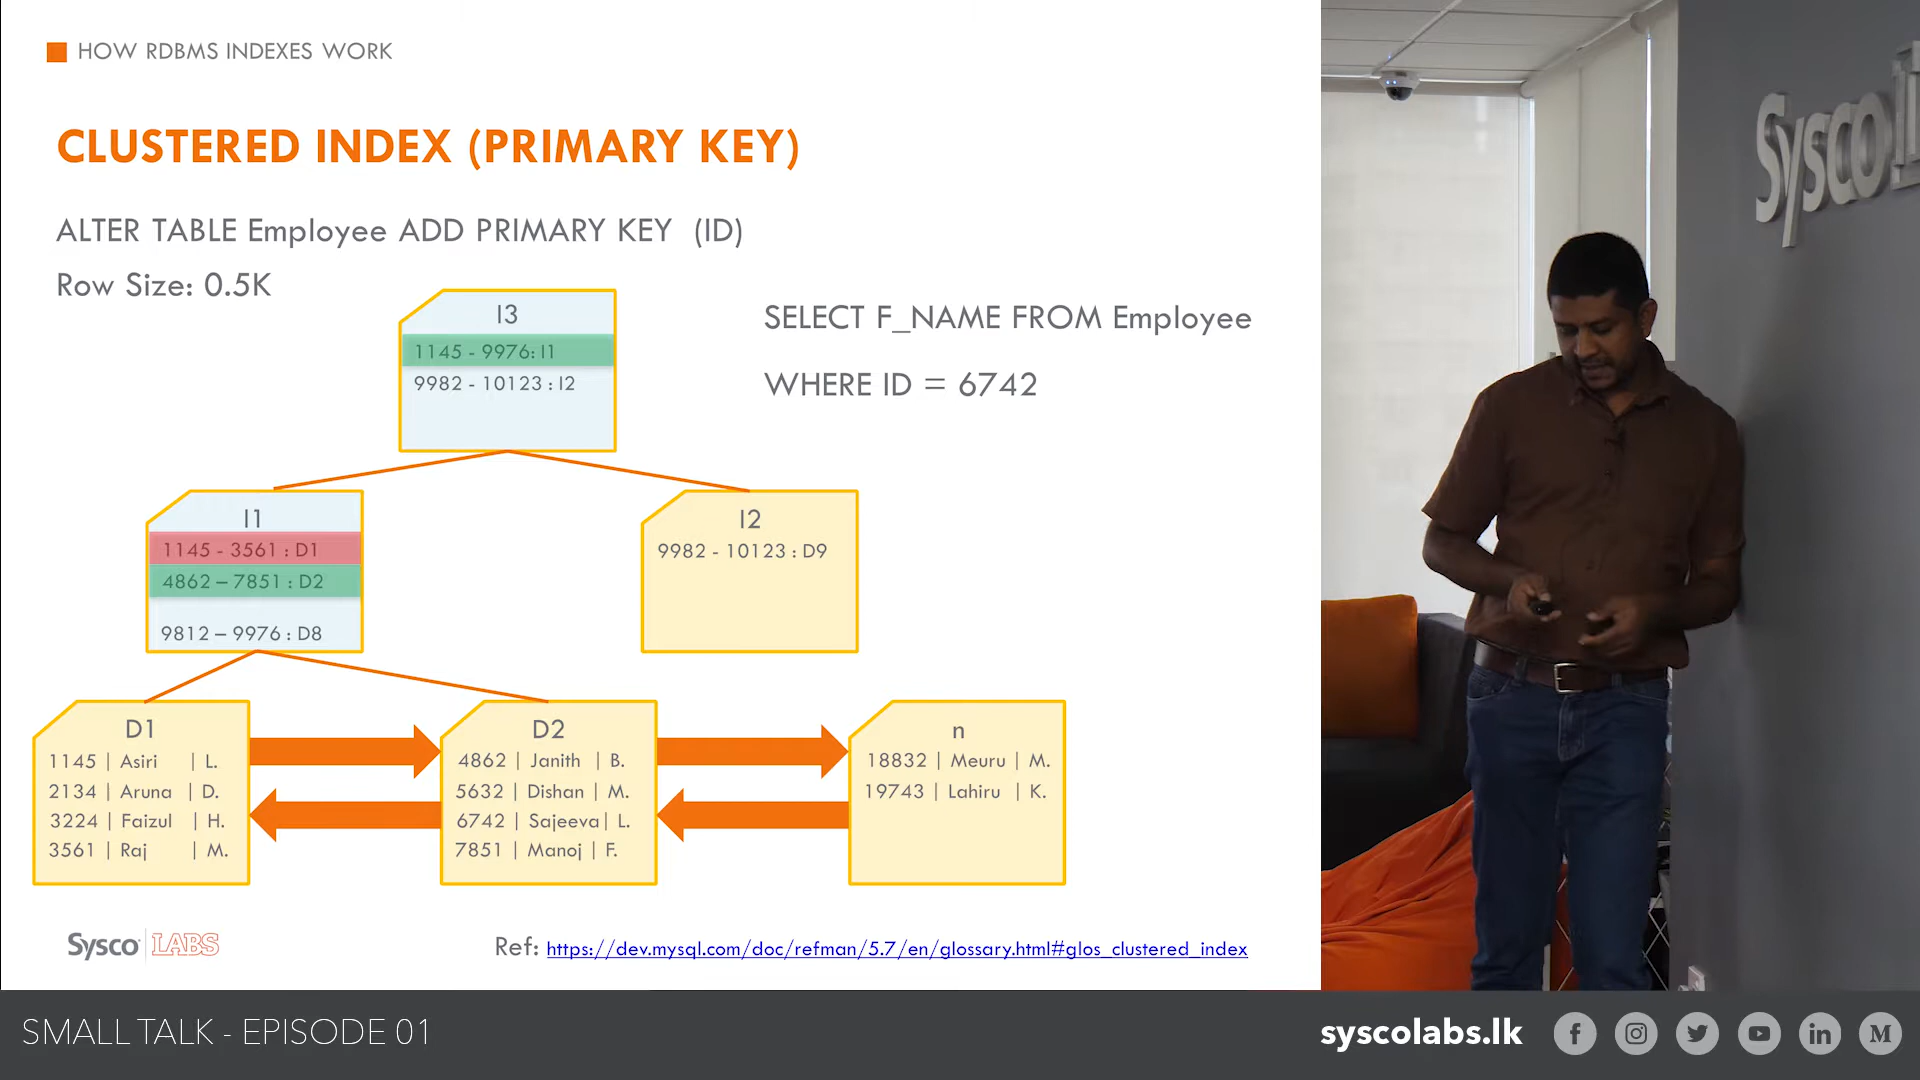 HOW RDBMS INDEXES WORK
CLUSTERED INDEX (PRIMARY KEY)
ALTER TABLE Employee ADD PRIMARY KEY (ID)
Row Size: 0.5K
SELECT F_NAME FROM Employee
WHERE ID = 6742
I3
1145 - 9976: I1
9982 - 10123 : I2
I1
1145 - 3561 : D1
4862 – 7851 : D2
9812 – 9976 : D8
I2
9982 - 10123 : D9
D1
1145 | Asiri | L.
2134 | Aruna | D.
3224 | Faizul | H.
3561 | Raj | M.
D2
4862 | Janith | B.
5632 | Dishan | M.
6742 | Sajeeva | L.
7851 | Manoj | F.
n
18832 | Meuru | M.
19743 | Lahiru | K.
Sysco LABS
Ref: https://dev.mysql.com/doc/refman/5.7/en/glossary.html#glos_clustered_index
Sysco
SMALL TALK - EPISODE 01
syscolabs.lk